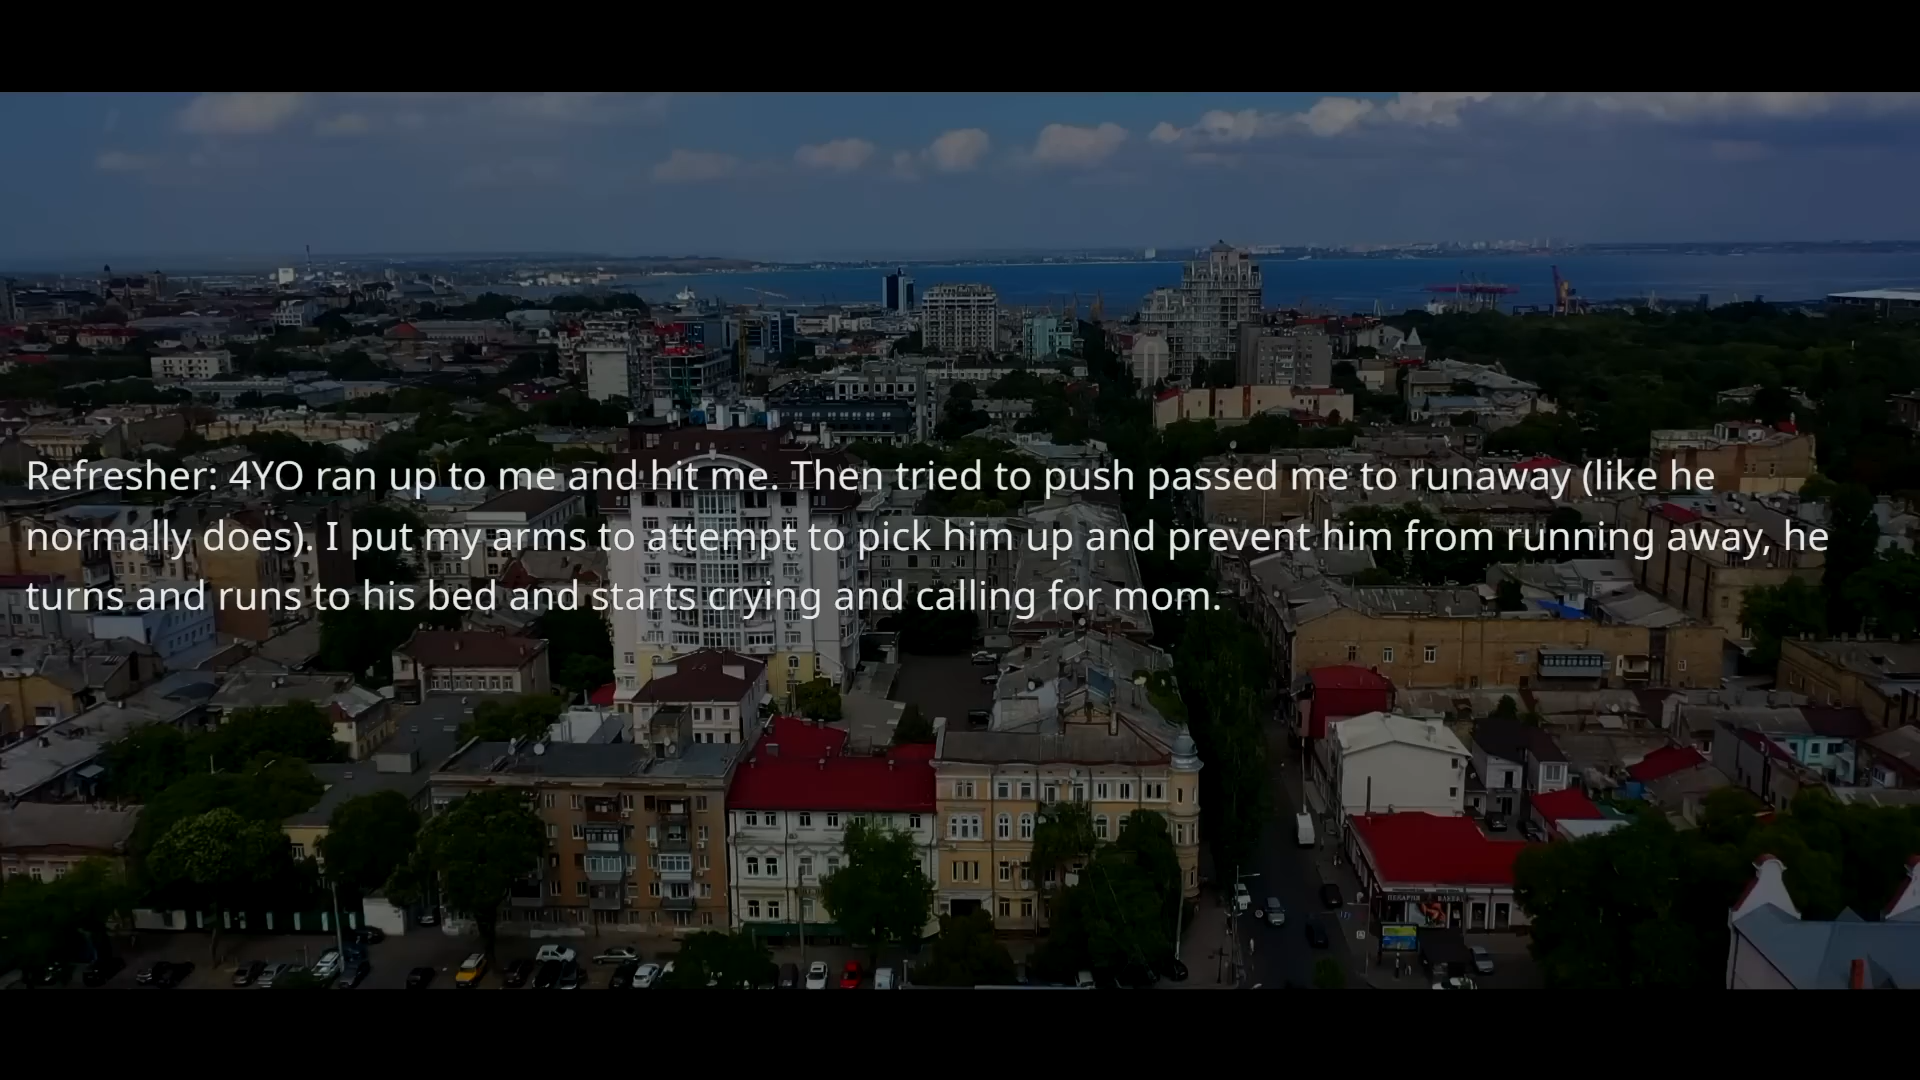 Refresher: 4YO ran up to me and hit me. Then tried to push passed me to runaway (like he
normally does). I put my arms to attempt to pick him up and prevent him from running away, he
turns and runs to his bed and starts crying and calling for mom.